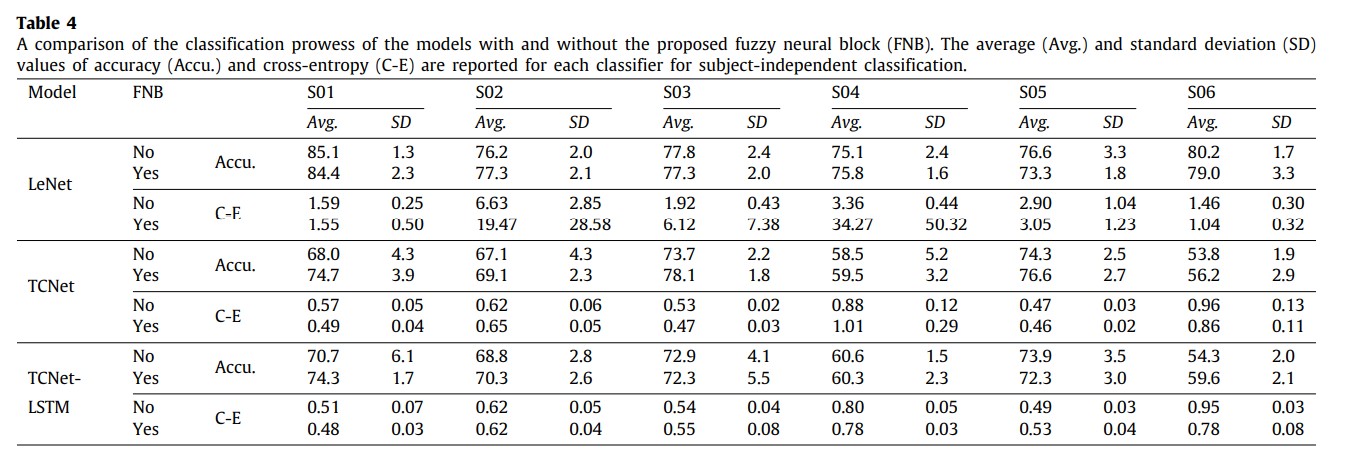 Table 4
A comparison of the classification prowess of the models with and without the proposed fuzzy neural block (FNB). The average (Avg.) and standard deviation (SD)
values of accuracy (Accu.) and cross-entropy (C-E) are reported for each classifier for subject-independent classification.
Model FNB S01 S02 S03 S04 S05 S06
Avg. SD Avg. SD Avg. SD Avg. SD Avg. SD Avg. SD
LeNet
No Accu. 85.1 1.3 76.2 2.0 77.8 2.4 75.1 2.4 76.6 3.3 80.2 1.7
Yes 84.4 2.3 77.3 2.1 77.3 2.0 75.8 1.6 73.3 1.8 79.0 3.3
No C-E 1.59 0.25 6.63 2.85 1.92 0.43 3.36 0.44 2.90 1.04 1.46 0.30
Yes 1.55 0.50 19.47 28.58 6.12 7.38 34.27 50.32 3.05 1.23 1.04 0.32
TCNet
No Accu. 68.0 4.3 67.1 4.3 73.7 2.2 58.5 5.2 74.3 2.5 53.8 1.9
Yes 74.7 3.9 69.1 2.3 78.1 1.8 59.5 3.2 76.6 2.7 56.2 2.9
No C-E 0.57 0.05 0.62 0.06 0.53 0.02 0.88 0.12 0.47 0.03 0.96 0.13
Yes 0.49 0.04 0.65 0.05 0.47 0.03 1.01 0.29 0.46 0.02 0.86 0.11
TCNet-
LSTM
No Accu. 70.7 6.1 68.8 2.8 72.9 4.1 60.6 1.5 73.9 3.5 54.3 2.0
Yes 74.3 1.7 70.3 2.6 72.3 5.5 60.3 2.3 72.3 3.0 59.6 2.1
No C-E 0.51 0.07 0.62 0.05 0.54 0.04 0.80 0.05 0.49 0.03 0.95 0.03
Yes 0.48 0.03 0.62 0.04 0.55 0.08 0.78 0.03 0.53 0.04 0.78 0.08